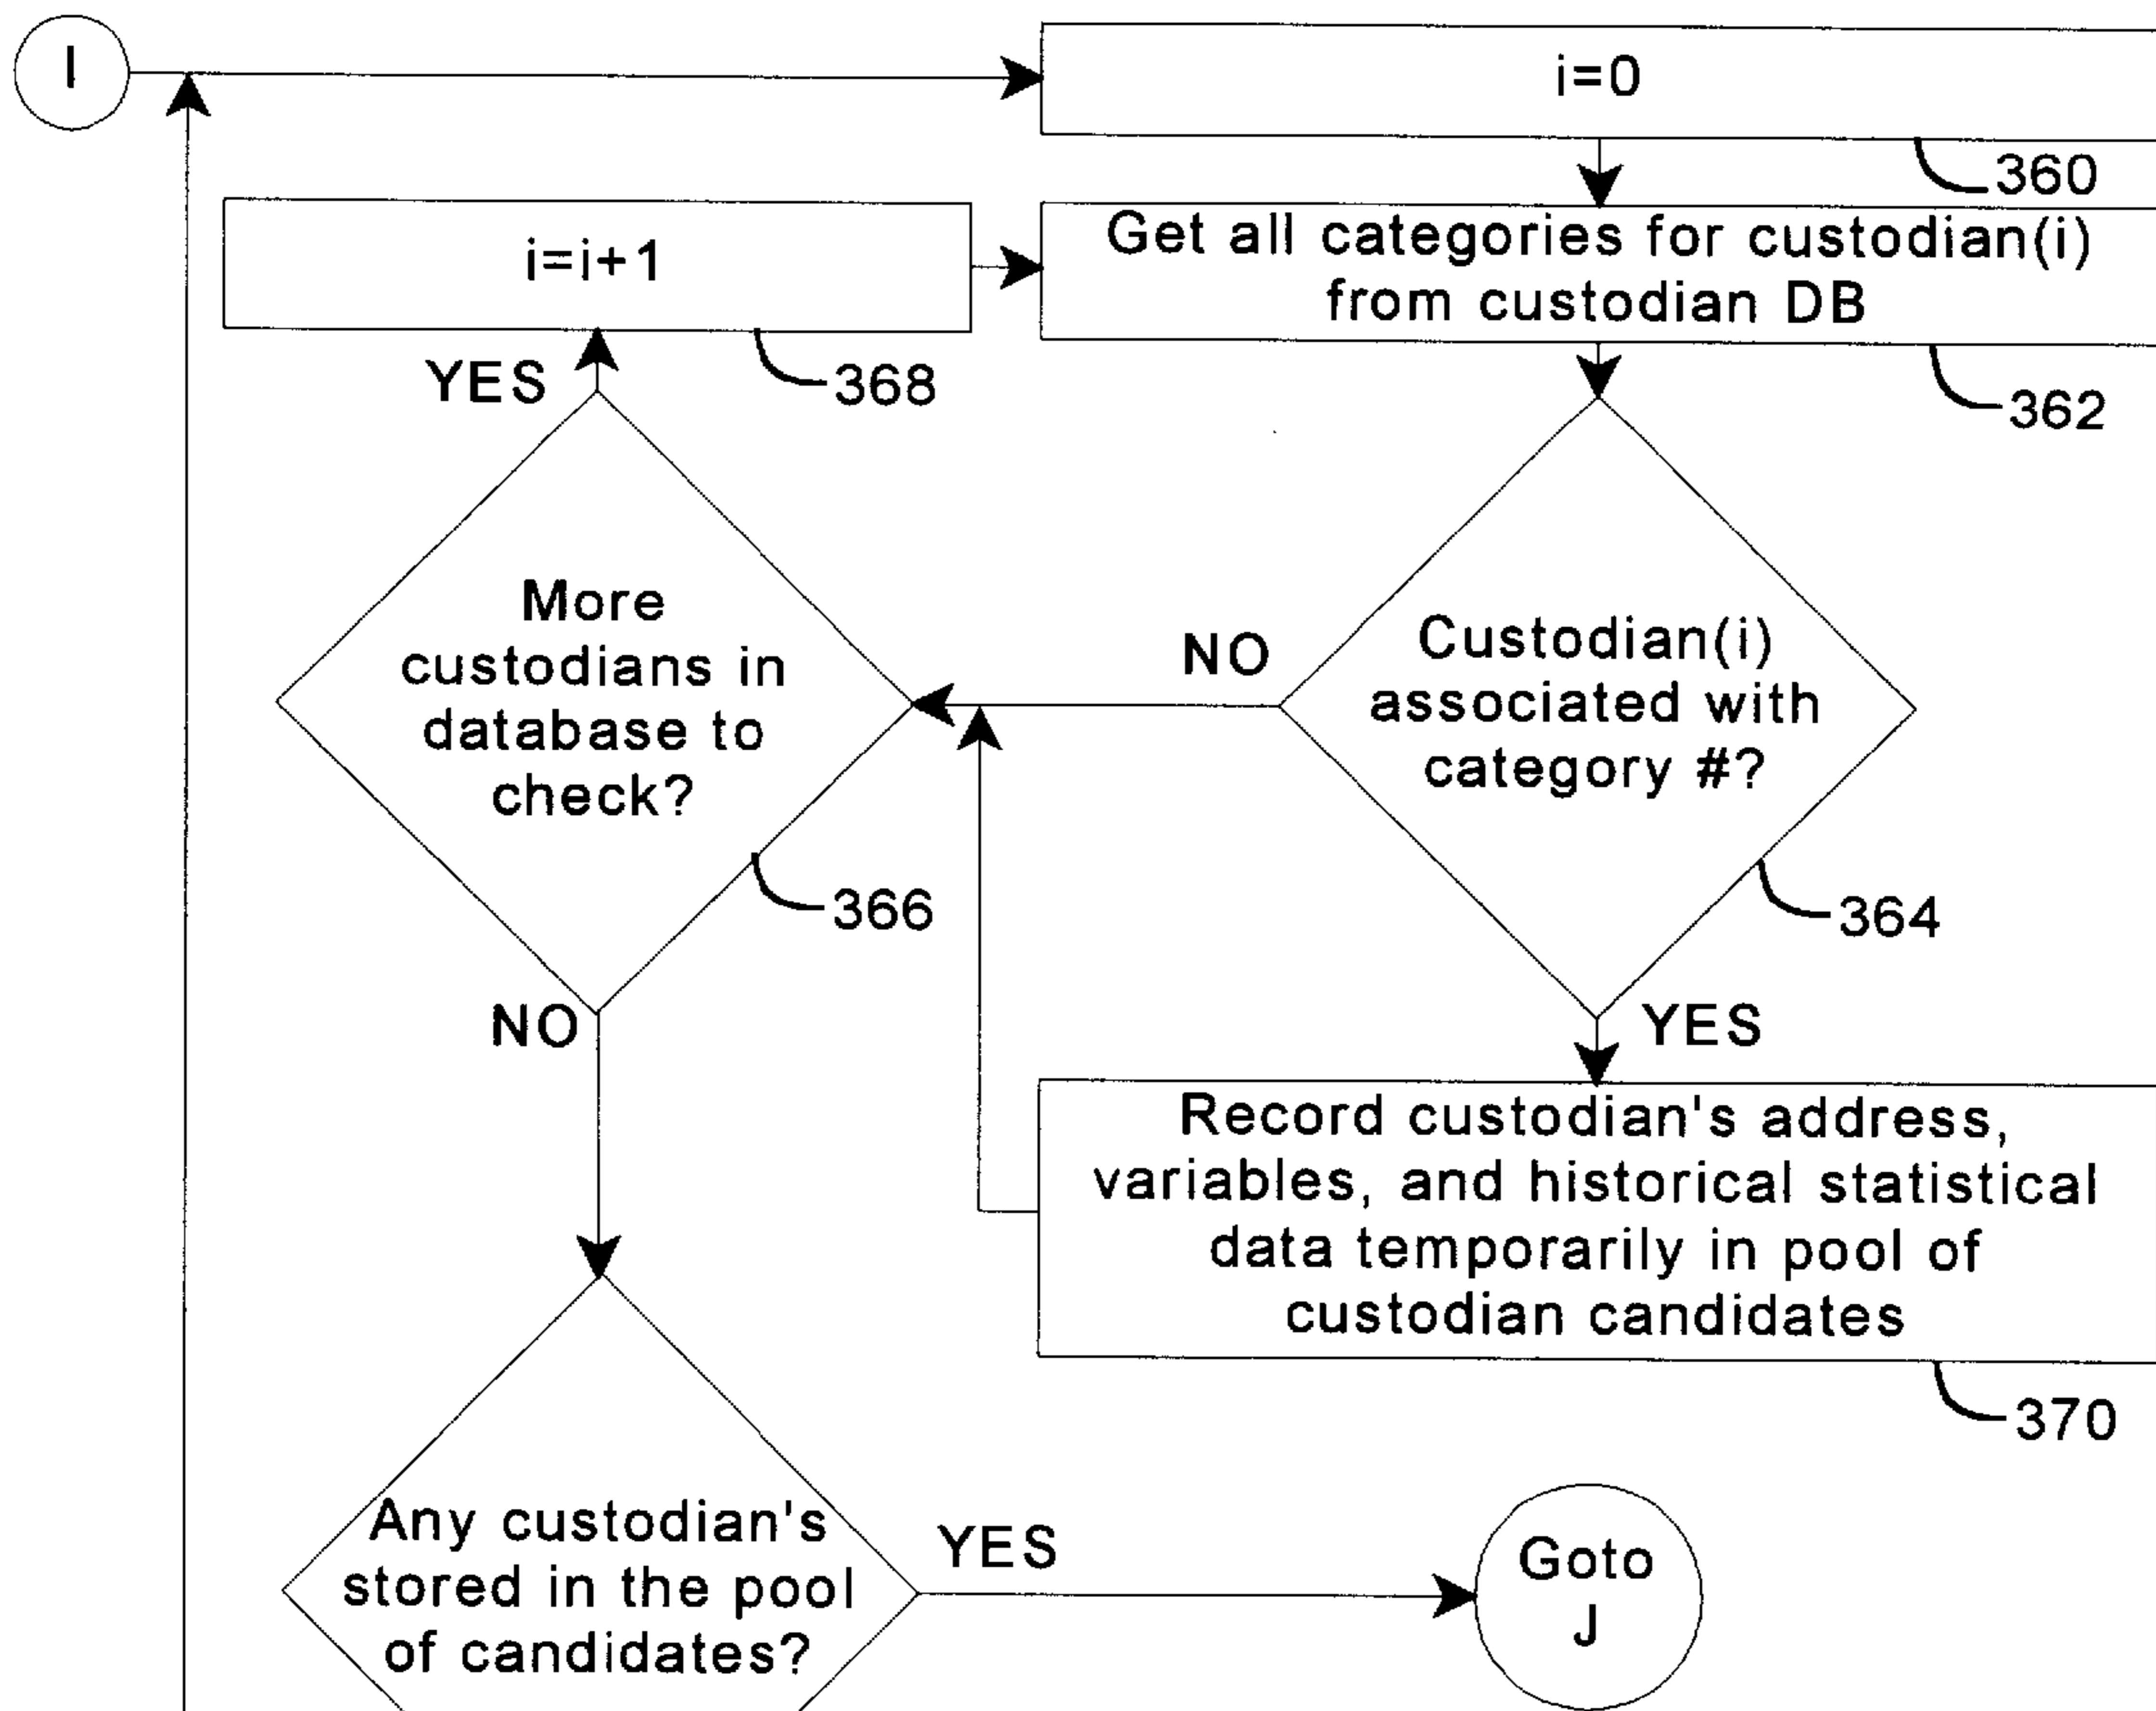 I
i=0
360
i=i+1
Get all categories for custodian(i)
from custodian DB
YES
368
362
More
custodians in
database to
check?
NO
Custodian(i)
associated with
category #?
366
364
NO
YES
Record custodian's address,
variables, and historical statistical
data temporarily in pool of
custodian candidates
370
Any custodian's
stored in the pool
of candidates?
YES
Goto
J